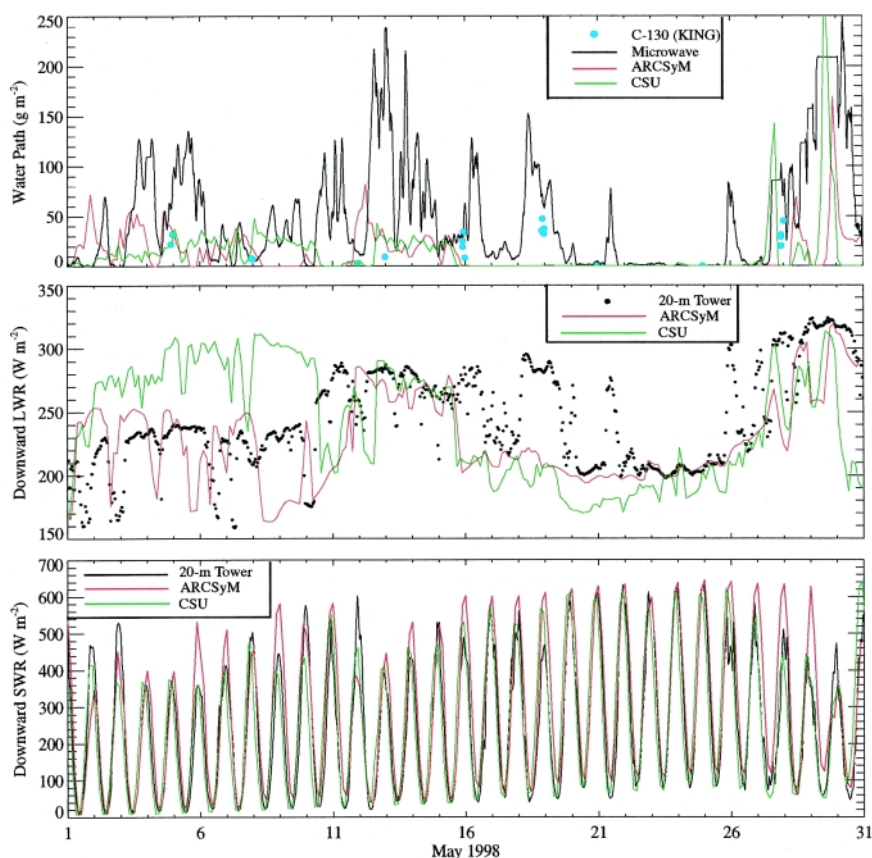 250
200
150
100
50
0
Water Path (g m-2)
C-130 (KING)
Microwave
ARCSyM
CSU
350
300
250
200
150
Downward LWR (W m-2)
20-m Tower
ARCSyM
CSU
700
600
500
400
300
200
100
0
Downward SWR (W m-2)
20-m Tower
ARCSyM
CSU
1 6 11 16 21 26 31
May 1998